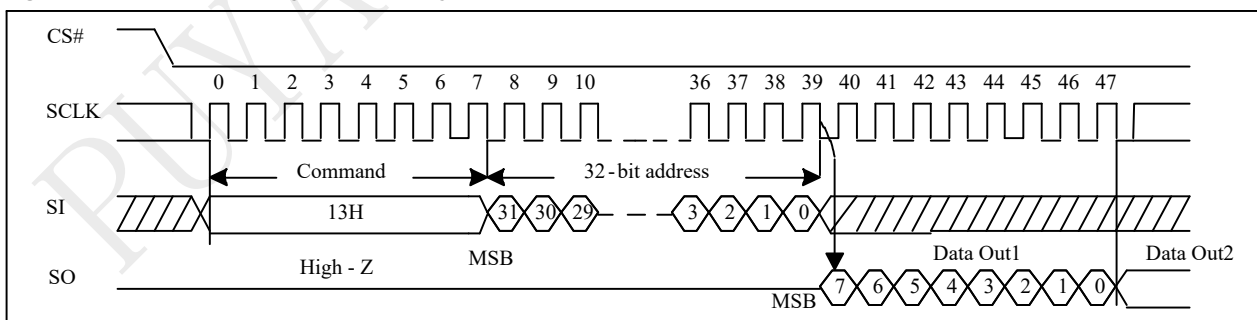 CS#
0 1 2 3 4 5 6 7 8 9 10 36 37 38 39 40 41 42 43 44 45 46 47
SCLK
Command 32-bit address
SI 13H 31 30 29 3 2 1 0
High - Z MSB Data Out1 Data Out2
SO MSB 7 6 5 4 3 2 1 0
PUYA